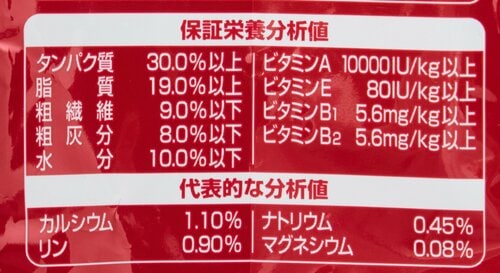 保証栄養分析値
タンパク質 30.0%以上
脂質 19.0%以上
粗繊維 9.0%以下
粗灰分 8.0%以下
水分 10.0%以下
ビタミンA 10000IU/kg以上
ビタミンE 80IU/kg以上
ビタミンB1 5.6mg/kg以上
ビタミンB2 5.6mg/kg以上
代表的な分析値
カルシウム 1.10%
リン 0.90%
ナトリウム 0.45%
マグネシウム 0.08%